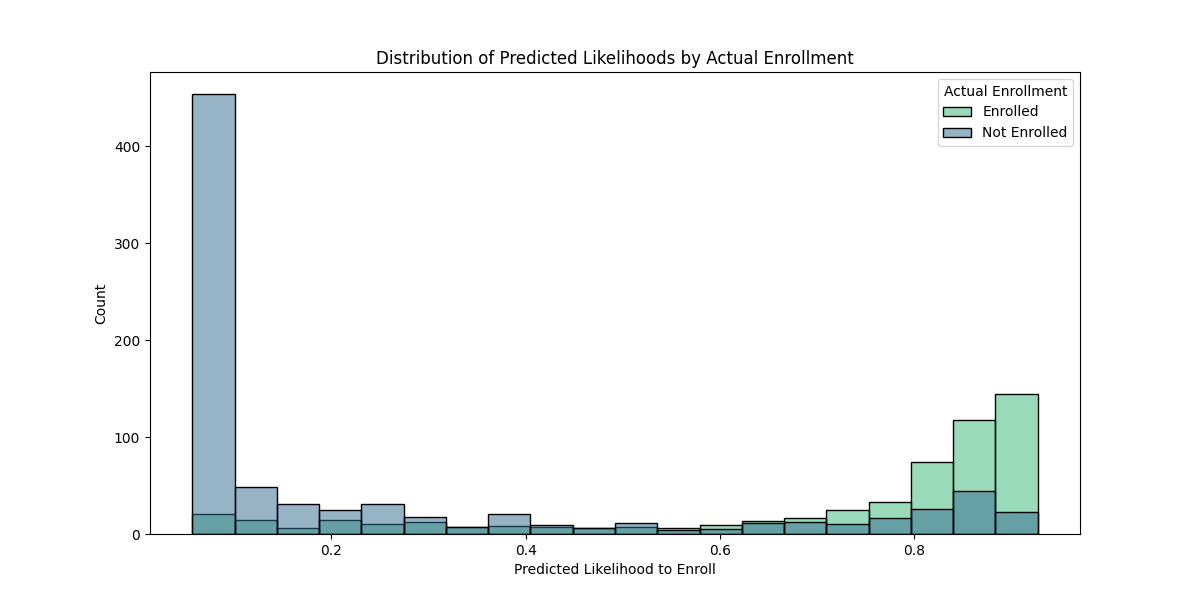 Distribution of Predicted Likelihoods by Actual Enrollment
Actual Enrollment
Enrolled
Not Enrolled
400
300
200
100
0
Count
0.2 0.4 0.6 0.8
Predicted Likelihood to Enroll